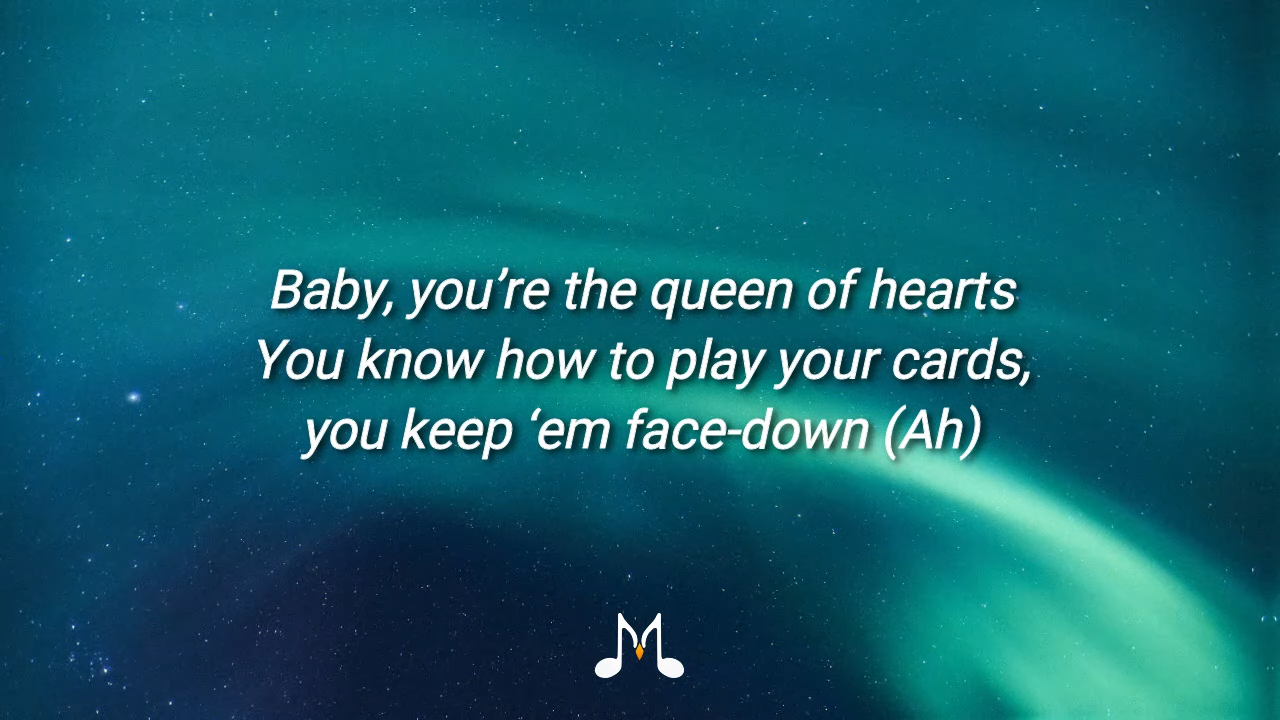 Baby, you’re the queen of hearts
You know how to play your cards,
you keep ‘em face-down (Ah)